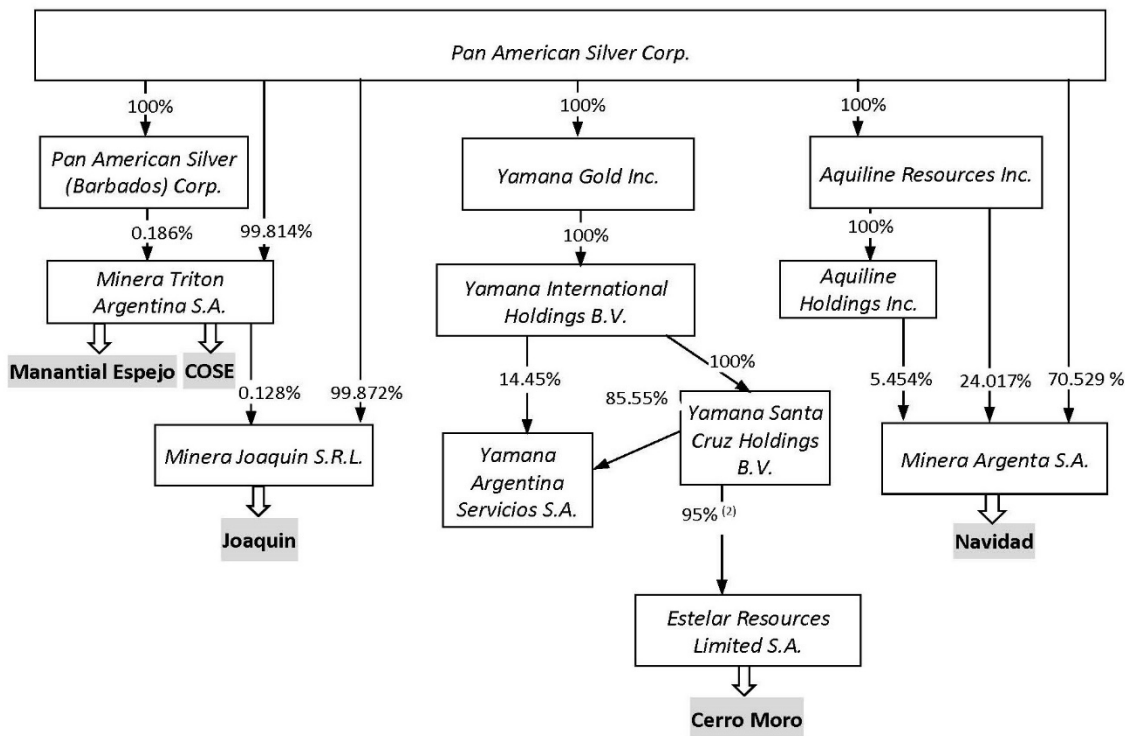 Pan American Silver Corp.
100%
100%
100%
Pan American Silver
(Barbados) Corp.
Yamana Gold Inc.
Aquiline Resources Inc.
0.186%
99.814%
100%
100%
Minera Triton
Argentina S.A.
Yamana International
Holdings B.V.
Aquiline
Holdings Inc.
Manantial Espejo
COSE
100%
0.128%
99.872%
14.45%
85.55%
5.454%
24.017%
70.529 %
Minera Joaquin S.R.L.
Yamana
Argentina
Servicios S.A.
Yamana Santa
Cruz Holdings
B.V.
Minera Argenta S.A.
Joaquin
95% (2)
Navidad
Estelar Resources
Limited S.A.
Cerro Moro